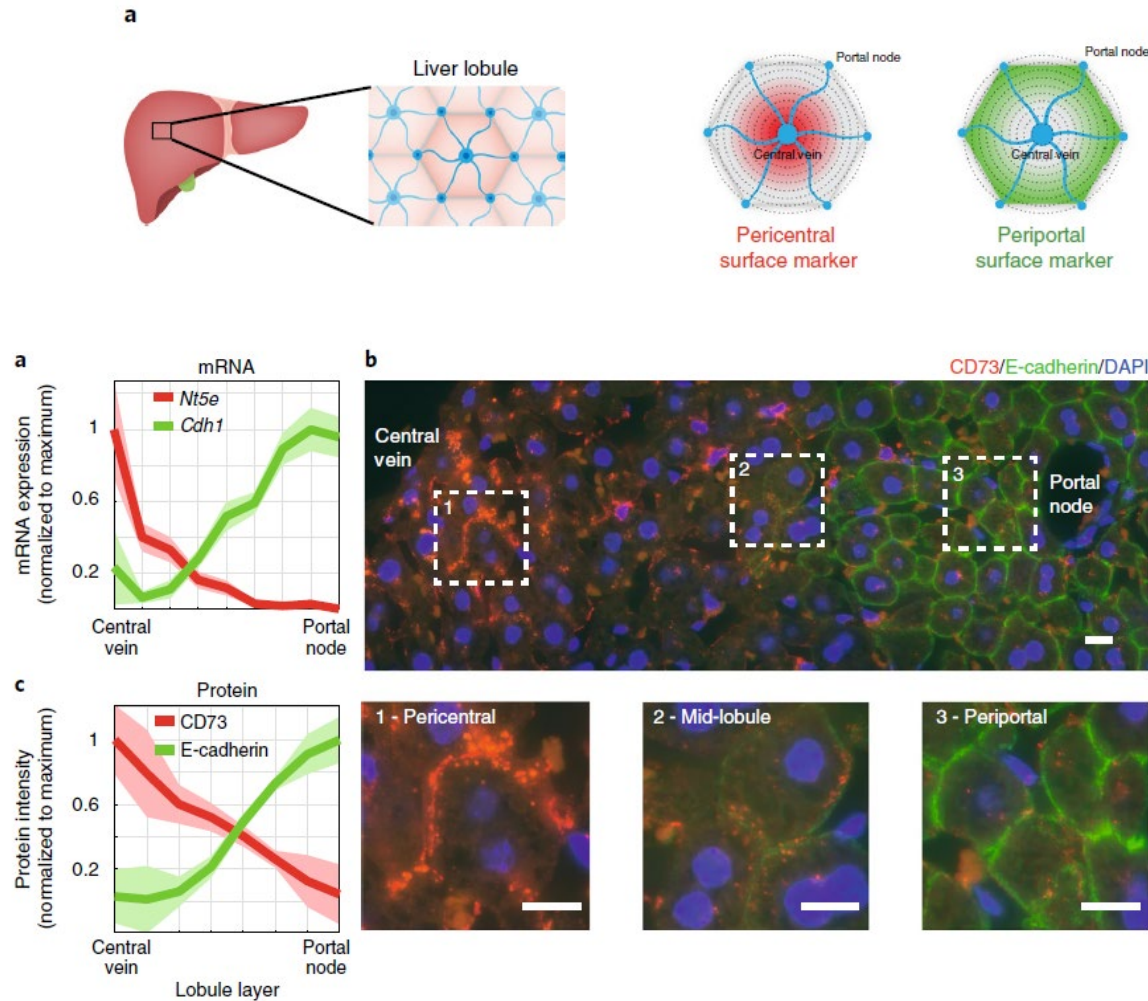 a
Liver lobule
Portal node
Central vein
Pericentral
surface marker
Portal node
Central vein
Periportal
surface marker
a
mRNA
Nt5e
Cdh1
mRNA expression
(normalized to maximum)
1
0.6
0.2
Central
vein
Portal
node
b
CD73/E-cadherin/DAPI
Central
vein
1
2
3
Portal
node
c
Protein
CD73
E-cadherin
Protein intensity
(normalized to maximum)
1
0.6
0.2
Central
vein
Portal
node
Lobule layer
1 - Pericentral
2 - Mid-lobule
3 - Periportal